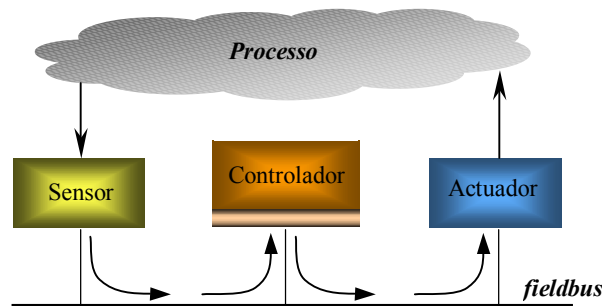 Processo
Sensor
Controlador
Actuador
fieldbus